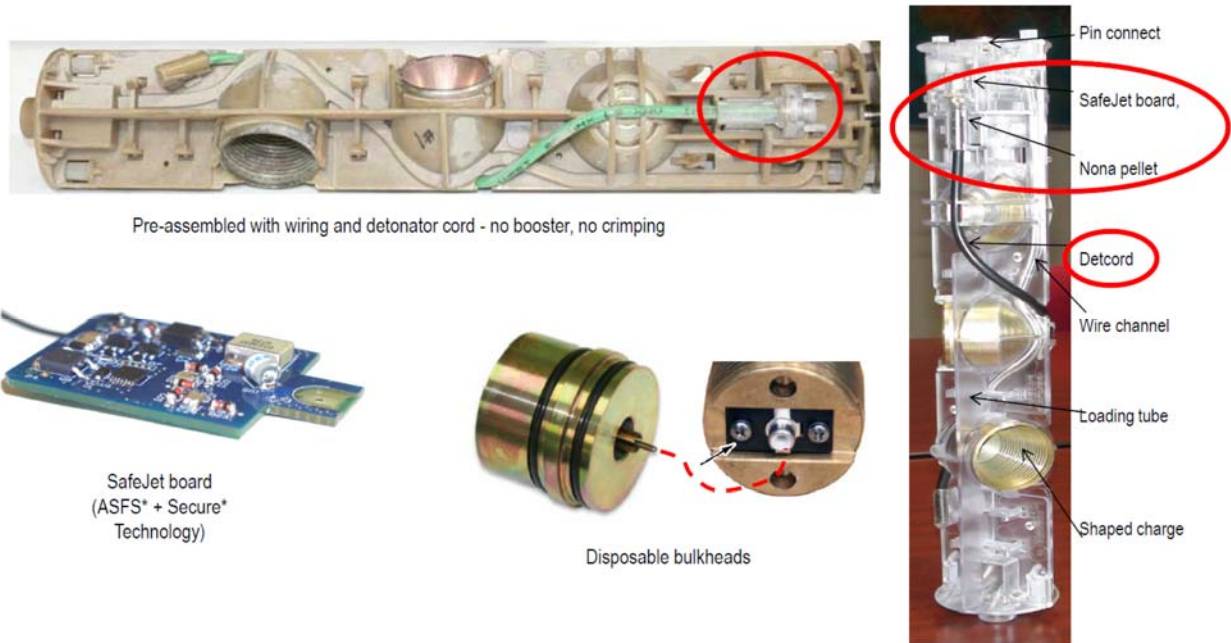 Pin connect
SafeJet board,
Nona pellet
Pre-assembled with wiring and detonator cord - no booster, no crimping
Detcord
Wire channel
Loading tube
SafeJet board
(ASFS* + Secure*
Technology)
Disposable bulkheads
Shaped charge